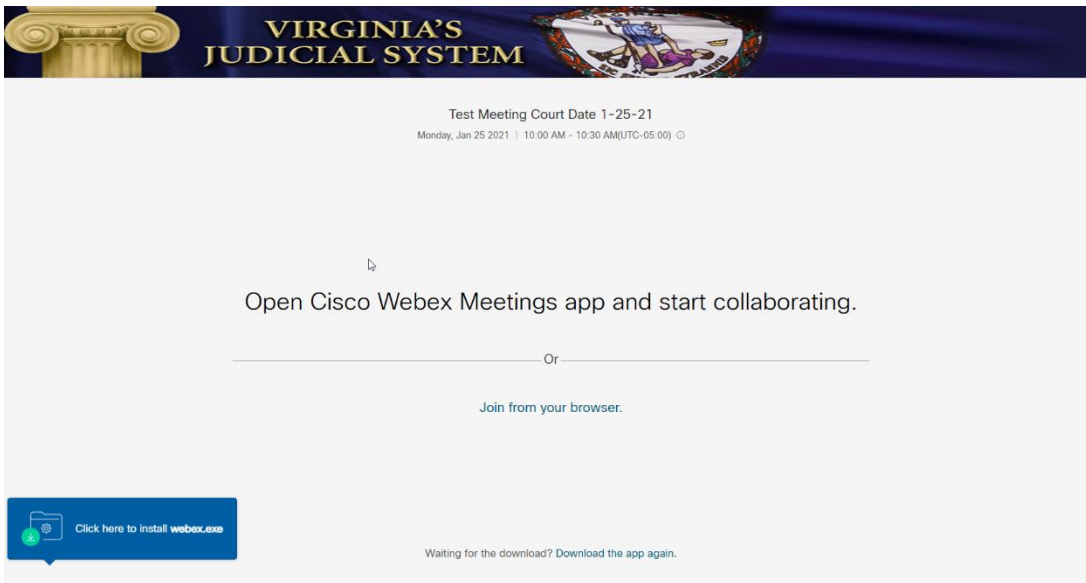 VIRGINIA'S
JUDICIAL SYSTEM
Test Meeting Court Date 1-25-21
Monday, Jan 25 2021 | 10:00 AM - 10:30 AM(UTC-05:00)
Open Cisco Webex Meetings app and start collaborating.
Or
Join from your browser.
Click here to install webex.exe
Waiting for the download? Download the app again.